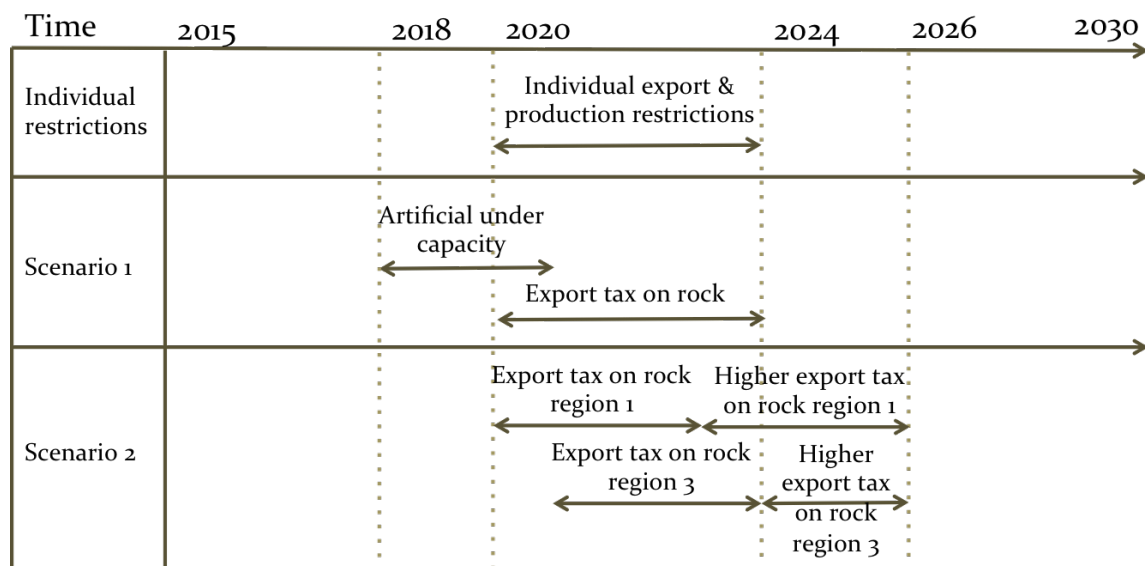 Time
2015
2018
2020
2024
2026
2030
Individual
restrictions
Individual export &
production restrictions
Scenario 1
Artificial under
capacity
Export tax on rock
Scenario 2
Export tax on rock
region 1
Higher export tax
on rock region 1
Export tax on rock
region 3
Higher
export tax
on rock
region 3